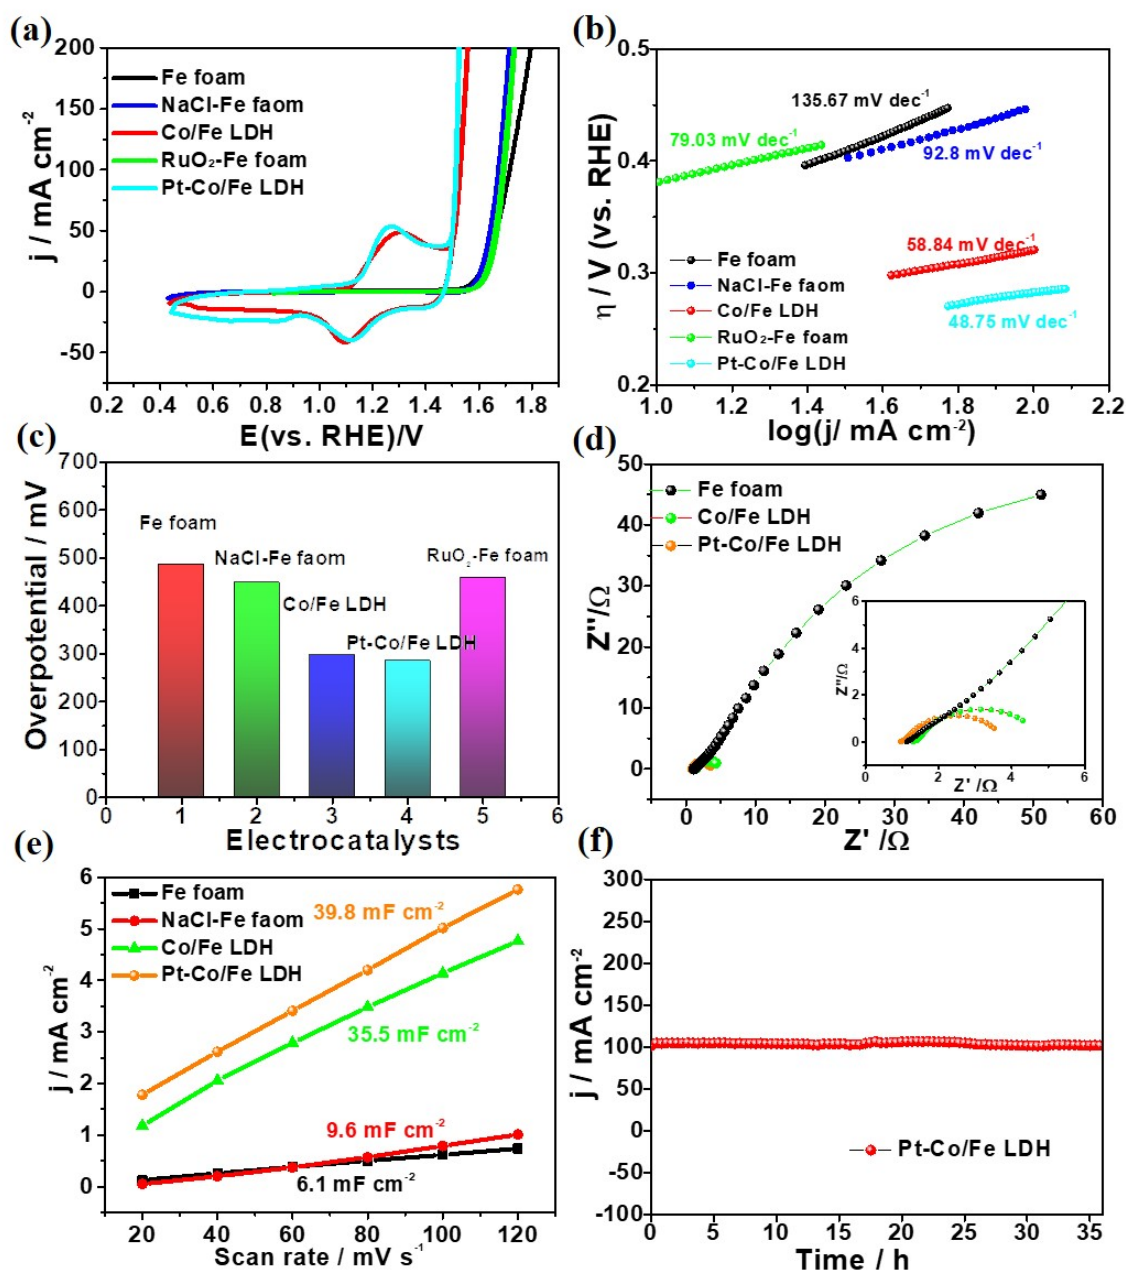 (a)
200
150
100
50
0
-50
j / mA cm⁻²
Fe foam
NaCl-Fe faom
Co/Fe LDH
RuO₂-Fe foam
Pt-Co/Fe LDH
0.2 0.4 0.6 0.8 1.0 1.2 1.4 1.6 1.8
E(vs. RHE)/V
(b)
0.5
0.4
0.3
0.2
η / V (vs. RHE)
135.67 mV dec⁻¹
79.03 mV dec⁻¹
92.8 mV dec⁻¹
58.84 mV dec⁻¹
48.75 mV dec⁻¹
Fe foam
NaCl-Fe faom
Co/Fe LDH
RuO₂-Fe foam
Pt-Co/Fe LDH
1.0 1.2 1.4 1.6 1.8 2.0 2.2
log(j/ mA cm⁻²)
(c)
700
600
500
400
300
200
100
0
Overpotential / mV
Fe foam
NaCl-Fe faom
Co/Fe LDH
Pt-Co/Fe LDH
RuO₂-Fe foam
0 1 2 3 4 5 6
Electrocatalysts
(d)
50
40
30
20
10
0
Z''/Ω
Fe foam
Co/Fe LDH
Pt-Co/Fe LDH
6
4
2
0
Z''/Ω
0 2 4 6
Z' /Ω
0 10 20 30 40 50 60
Z' /Ω
(e)
6
5
4
3
2
1
0
j / mA cm⁻²
Fe foam
NaCl-Fe faom
Co/Fe LDH
Pt-Co/Fe LDH
39.8 mF cm⁻²
35.5 mF cm⁻²
9.6 mF cm⁻²
6.1 mF cm⁻²
20 40 60 80 100 120
Scan rate / mV s⁻¹
(f)
300
250
200
150
100
50
0
-50
-100
j / mA cm⁻²
Pt-Co/Fe LDH
0 5 10 15 20 25 30 35
Time / h